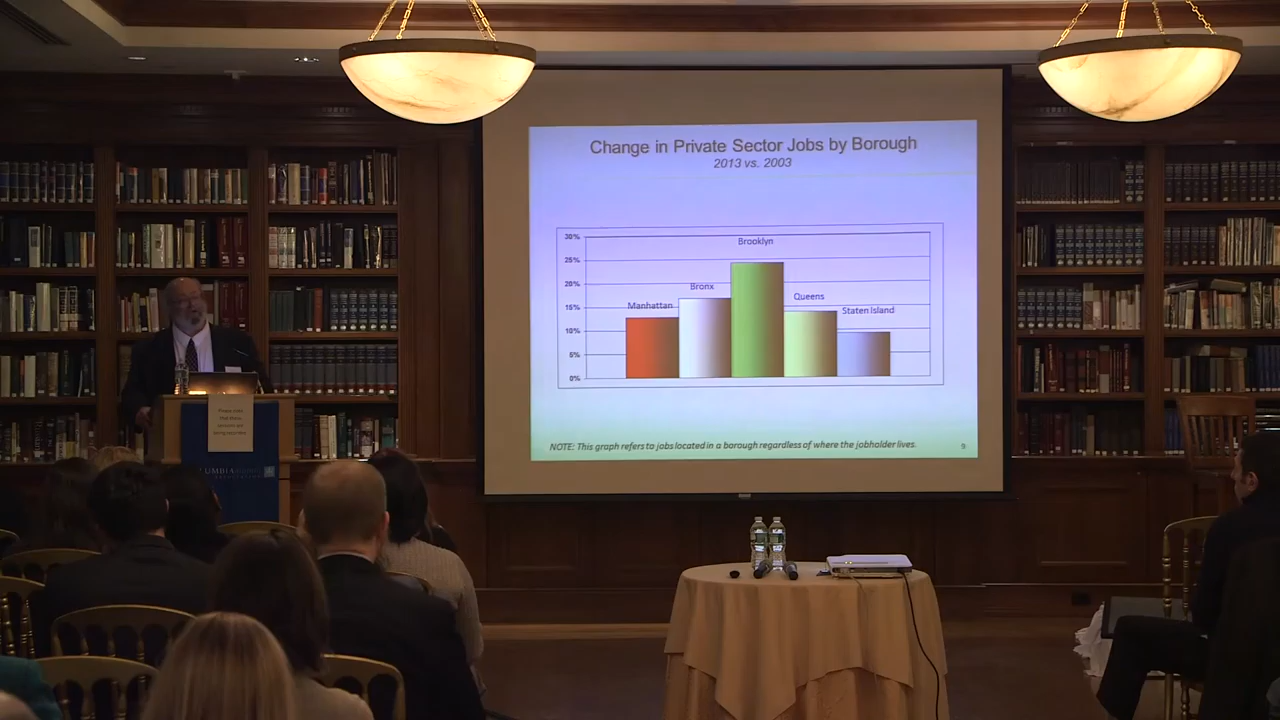 Change in Private Sector Jobs by Borough
2013 vs. 2003
30%
25%
20%
15%
10%
5%
0%
Brooklyn
Bronx
Manhattan
Queens
Staten Island
NOTE: This graph refers to jobs located in a borough regardless of where the jobholder lives.
9
UMBIA